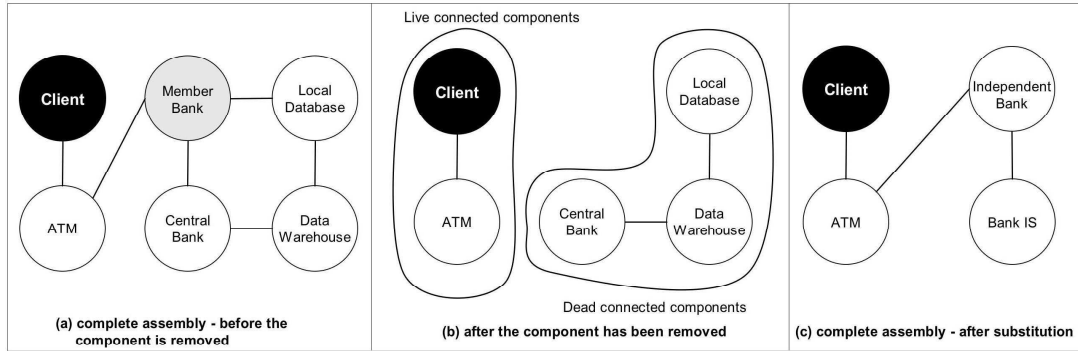 Client
Member
Bank
Local
Database
ATM
Central
Bank
Data
Warehouse
(a) complete assembly - before the
component is removed
Live connected components
Client
Local
Database
ATM
Central
Bank
Data
Warehouse
Dead connected components
(b) after the component has been removed
Client
Independent
Bank
ATM
Bank IS
(c) complete assembly - after substitution